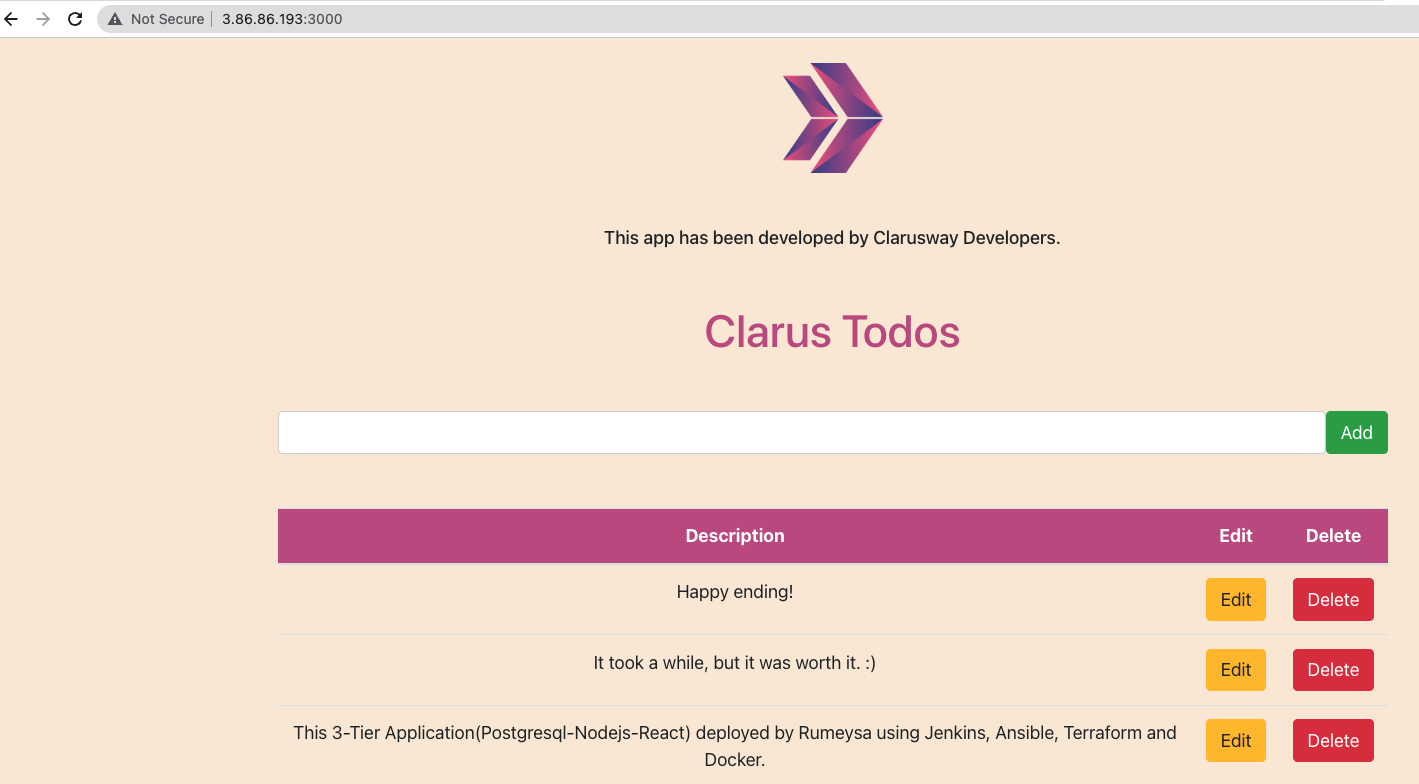 Not Secure | 3.86.86.193:3000
This app has been developed by Clarusway Developers.
Clarus Todos
Add
Description Edit Delete
Happy ending! Edit Delete
It took a while, but it was worth it. :) Edit Delete
This 3-Tier Application(Postgresql-Nodejs-React) deployed by Rumeysa using Jenkins, Ansible, Terraform and
Docker.
Edit Delete